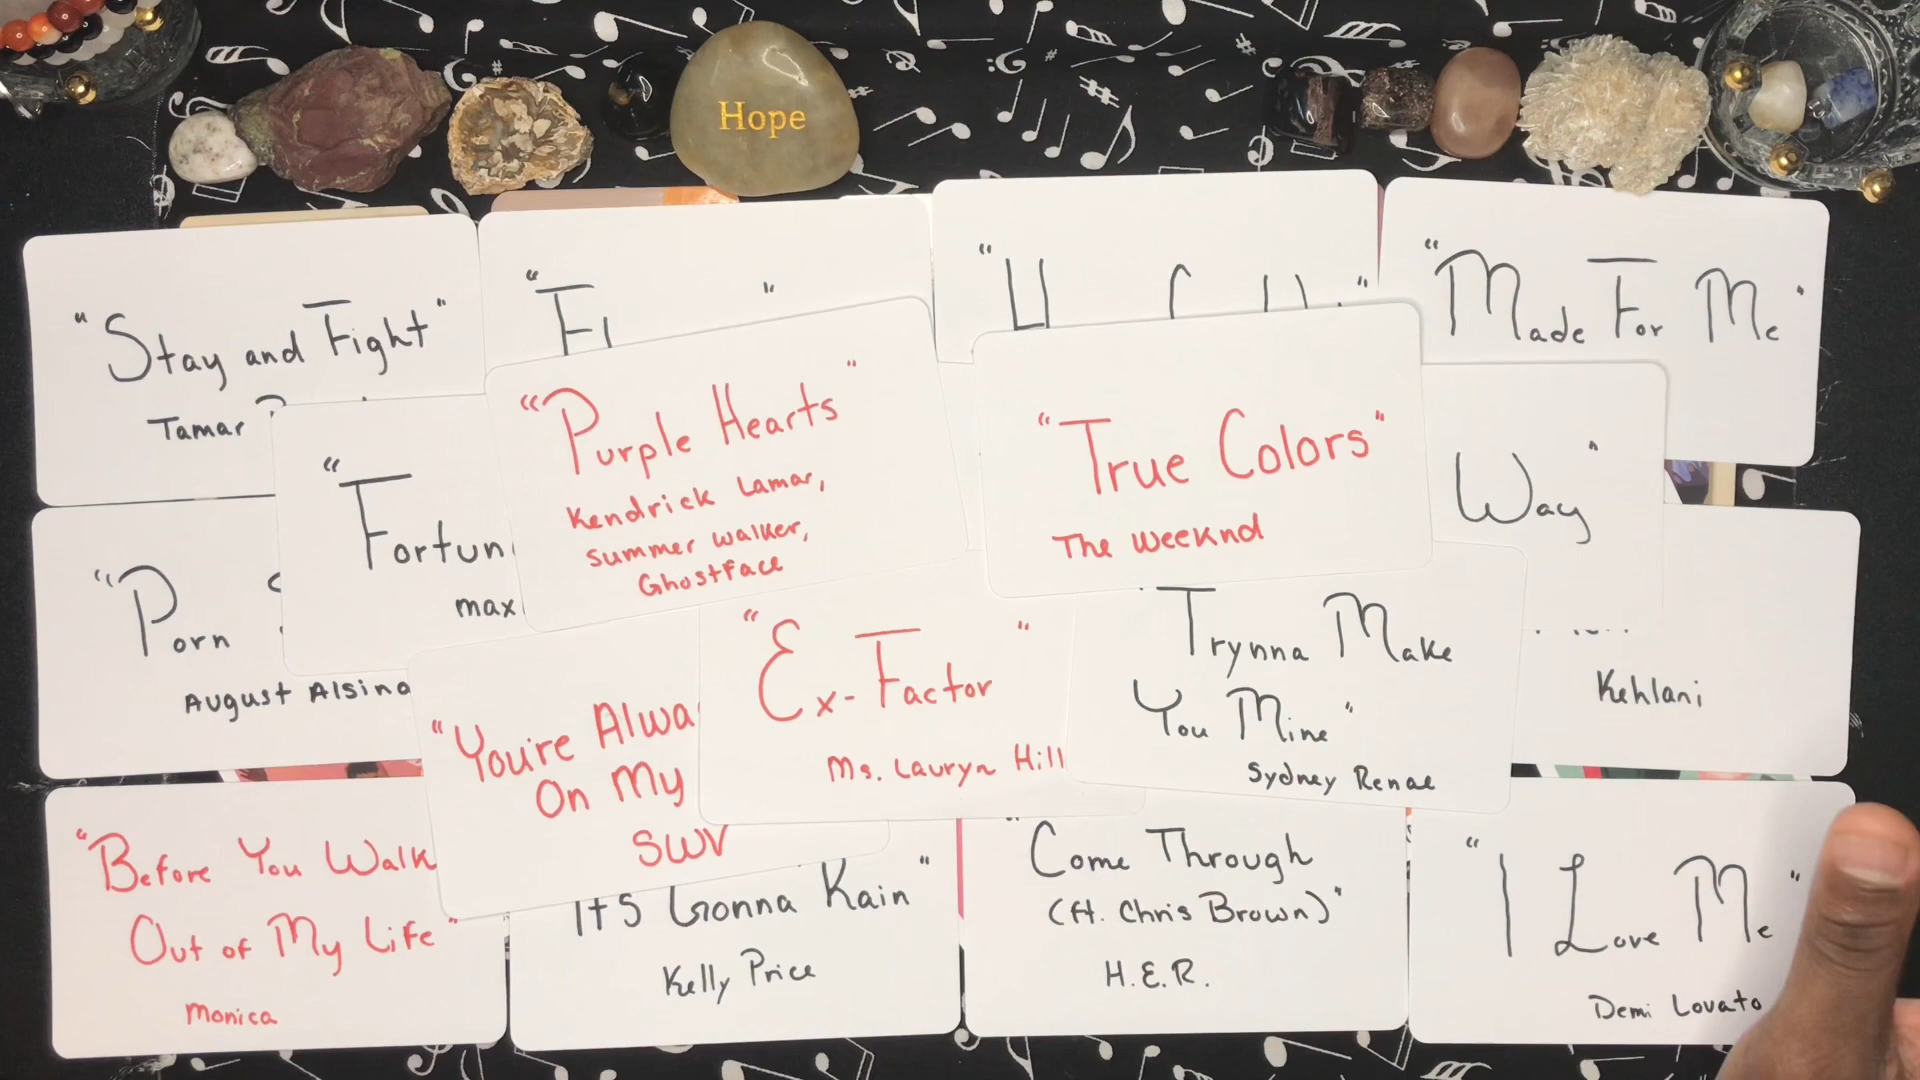 Hope
"Stay and Fight"
Tamar
"Made For Me"
"Fortun
max
"Purple Hearts"
Kendrick Lamar,
Summer Walker,
Ghostface
"True Colors"
The Weeknd
Way"
"Porn
August Alsina
"You're Alwa
On My
SWV
"Ex-Factor"
Ms. Lauryn Hill
"Trynna Make
You Mine"
Sydney Renae
Kehlani
"Before You Walk
Out of My Life"
Monica
It's Gonna Rain"
Kelly Price
"Come Through
(ft. Chris Brown)"
H.E.R.
"I Love Me"
Demi Lovato